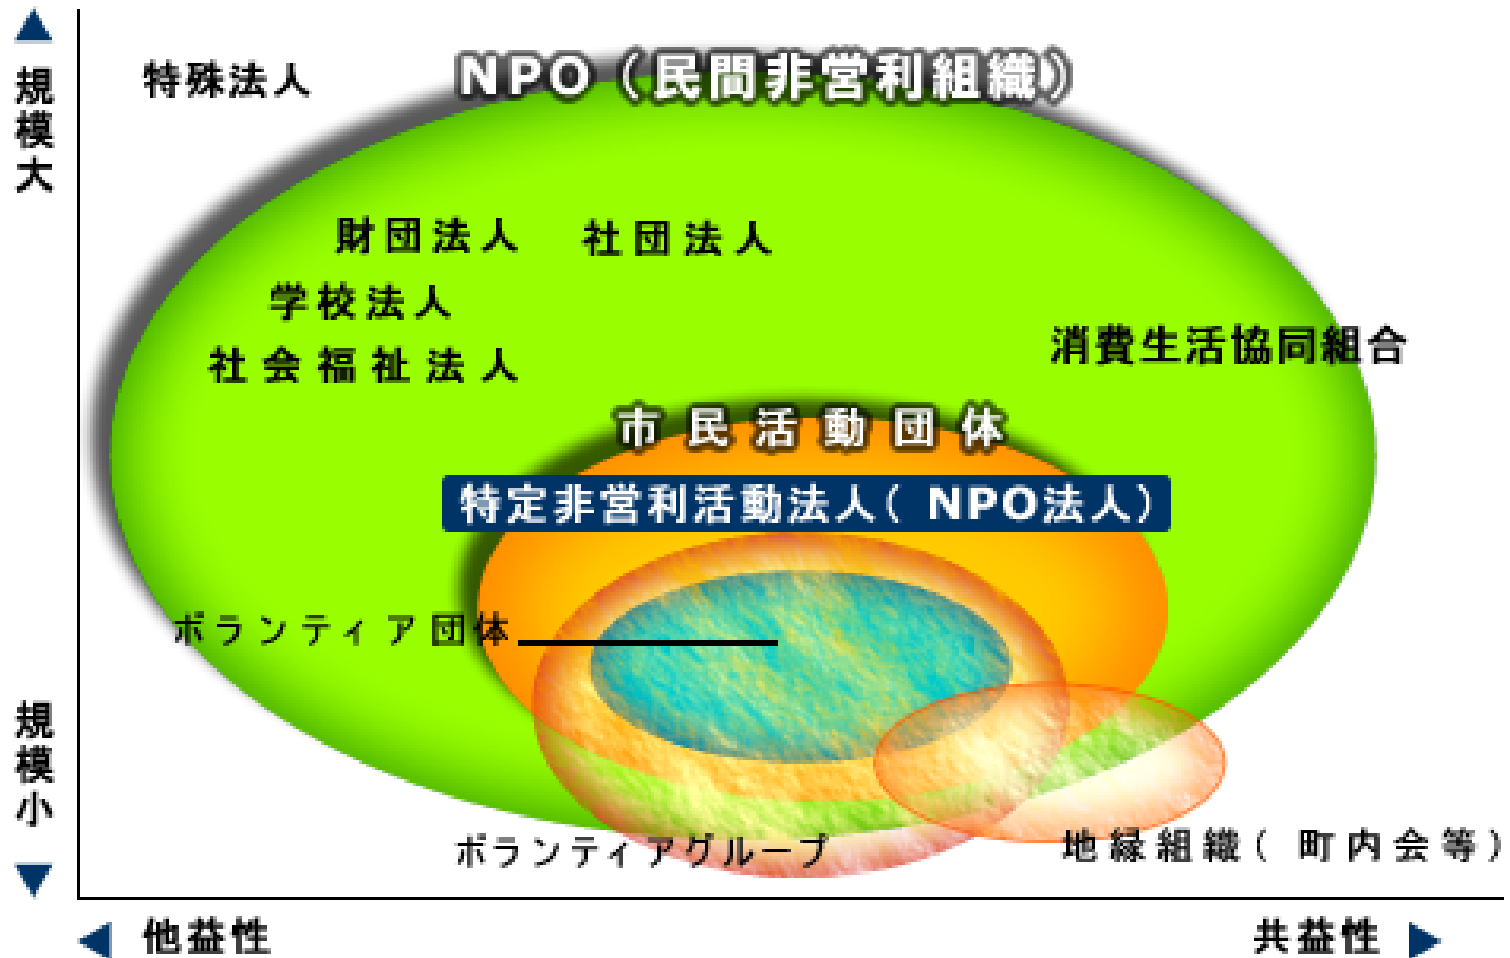 特殊法人
NPO（民間非営利組織）
規模大
財団法人
社団法人
学校法人
消費生活協同組合
社会福祉法人
市民活動団体
特定非営利活動法人（NPO法人）
ボランティア団体
規模小
ボランティアグループ
地縁組織（町内会等）
他益性
共益性